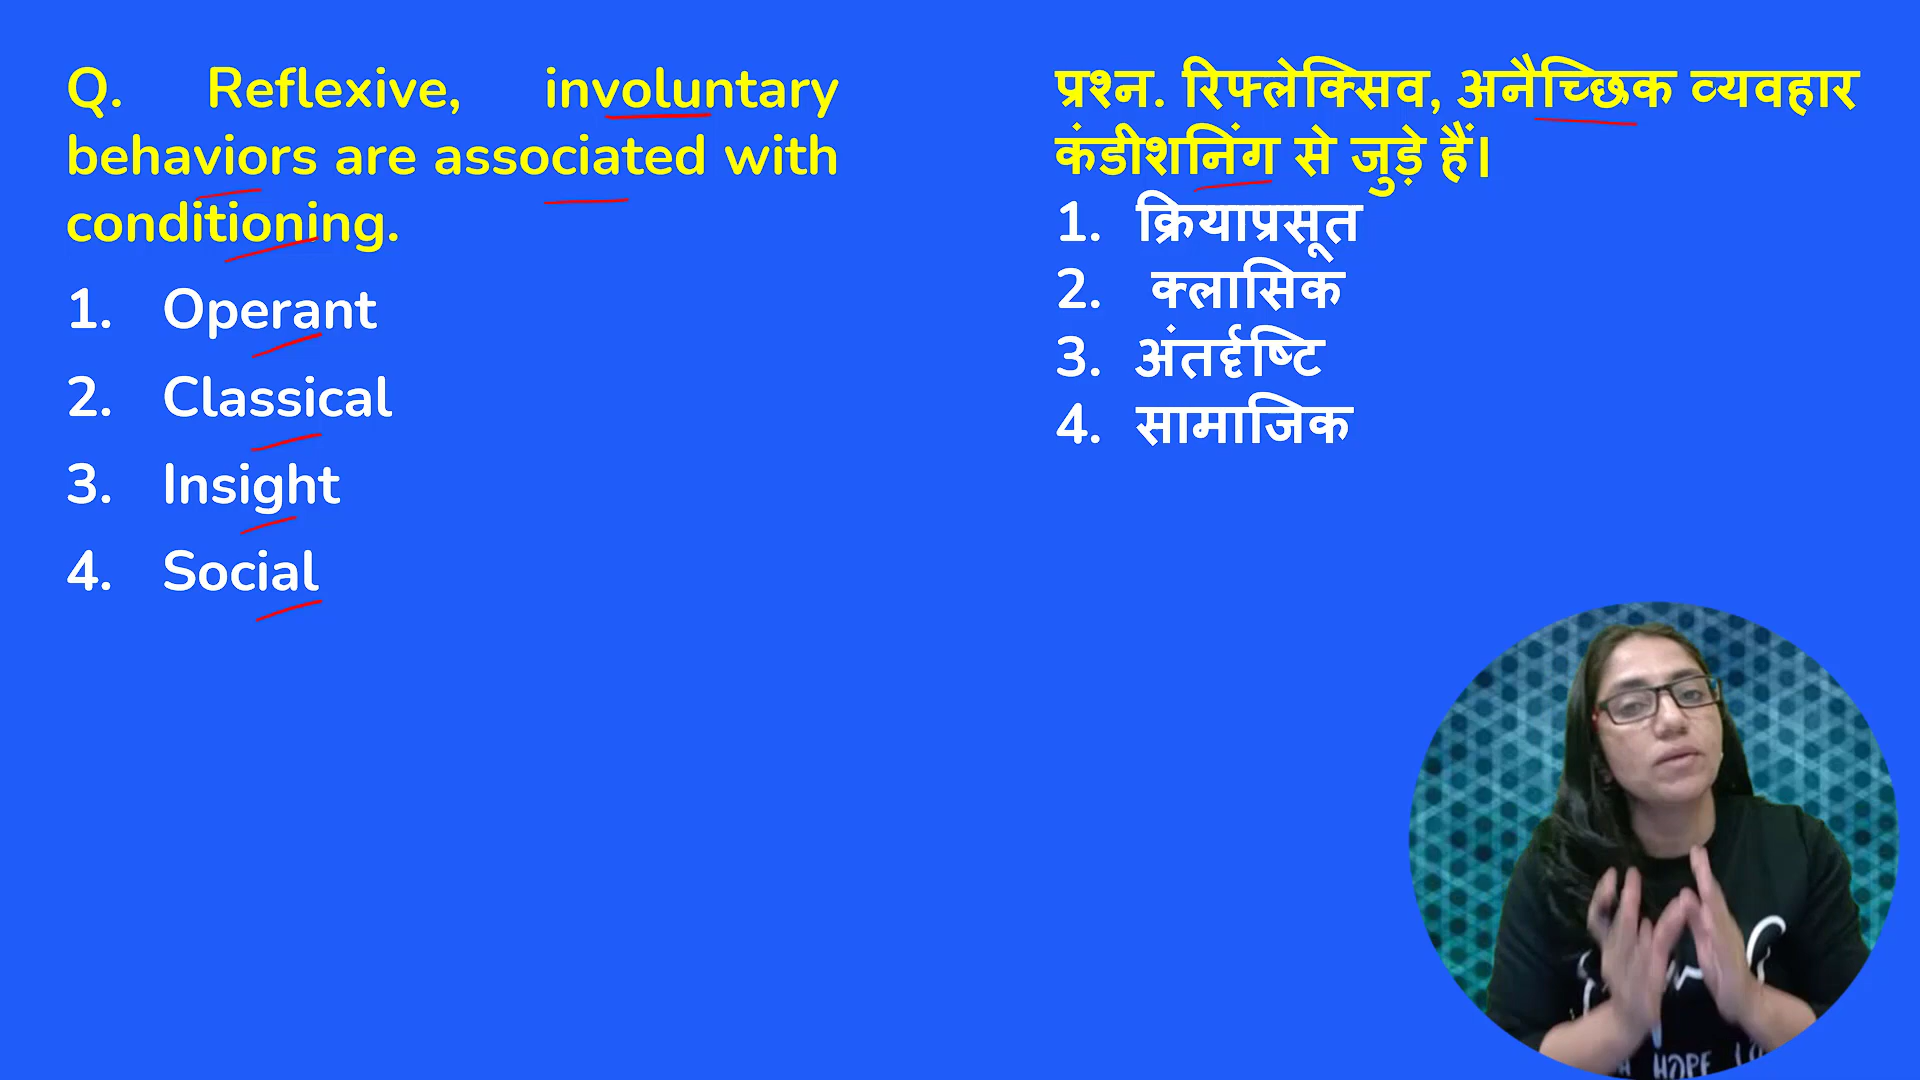 Q. Reflexive, involuntary
behaviors are associated with
conditioning.
1. Operant
2. Classical
3. Insight
4. Social
प्रश्न. रिफ्लेक्सिव, अनैच्छिक व्यवहार
कंडीशनिंग से जुड़े हैं।
1. क्रियाप्रसूत
2. क्लासिक
3. अंतर्दृष्टि
4. सामाजिक
HOPE